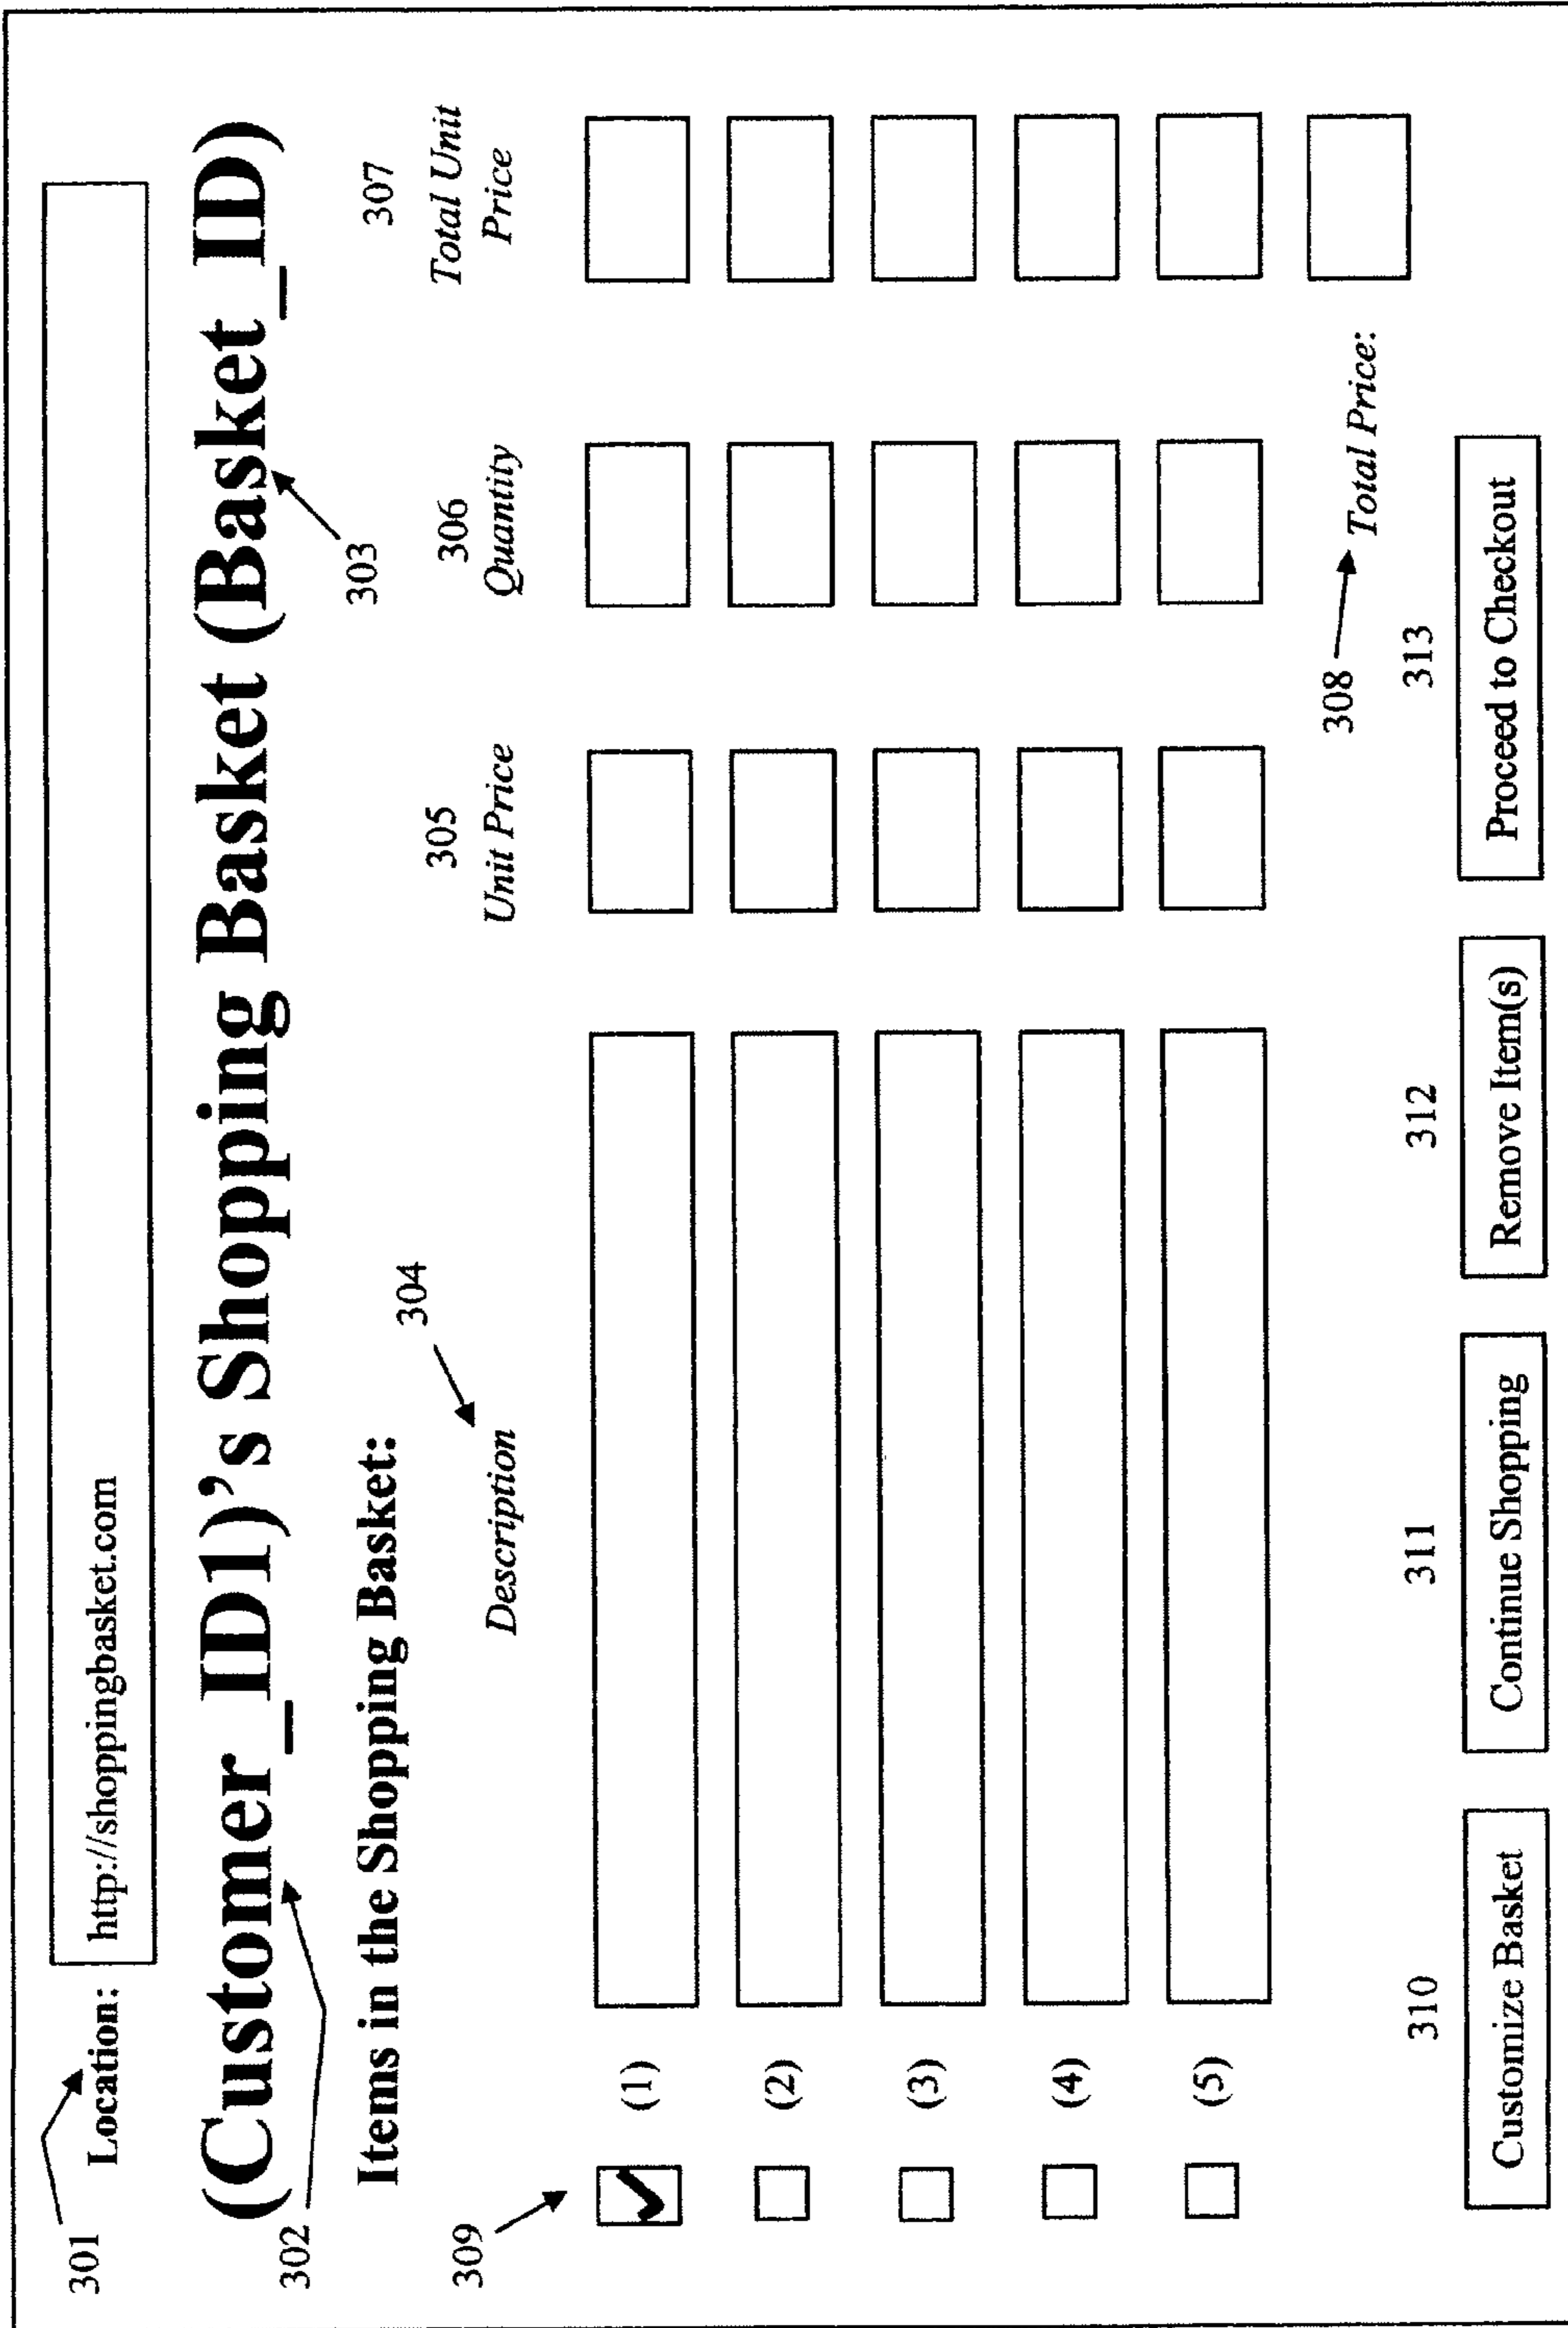 301
Location: http://shoppingbasket.com
(Customer_ID1)'s Shopping Basket (Basket_ID)
302
303
Items in the Shopping Basket:
304
305
306
307
Description
Unit Price
Quantity
Total Unit
Price
309
(1)
(2)
(3)
(4)
(5)
308
Total Price:
310
311
312
313
Customize Basket
Continue Shopping
Remove Item(s)
Proceed to Checkout